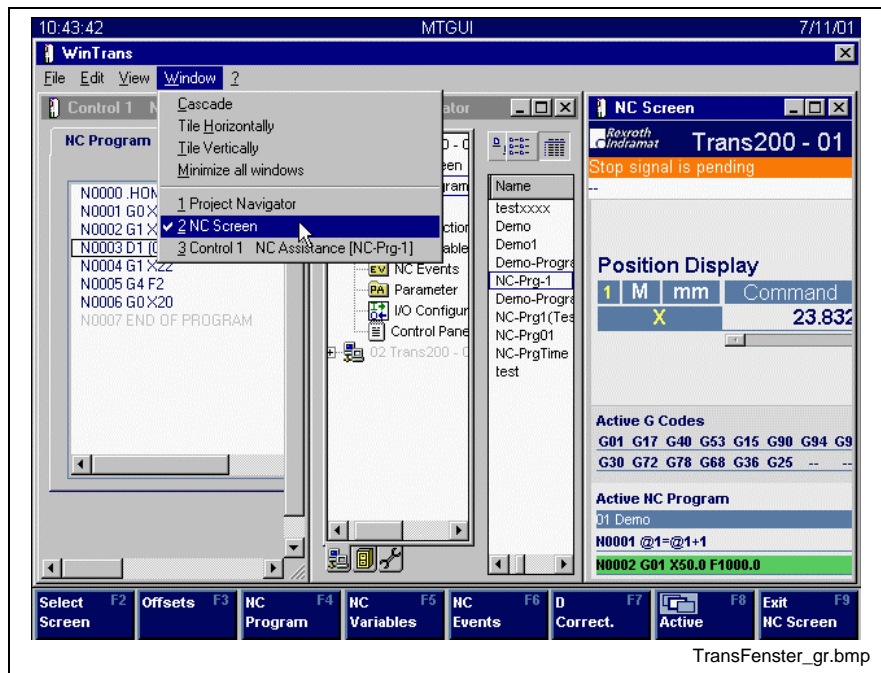 10:43:42 MTGUI 7/11/01
WinTrans
File Edit View Window ?
Cascade
Tile Horizontally
Tile Vertically
Minimize all windows
1 Project Navigator
2 NC Screen
3 Control 1 NC Assistance [NC-Prg-1]
Control 1
NC Program
N0000 .HOM
N0001 G0 X
N0002 G1 X
N0003 D1 (
N0004 G1 X22
N0005 G4 F2
N0006 G0 X20
N0007 END OF PROGRAM
NC Events
Parameter
I/O Configur
Control Pane
02 Trans200 - 0
Name
testxxxx
Demo
Demo1
Demo-Progra
NC-Prg-1
Demo-Progra
NC-Prg1(Tes
NC-Prg01
NC-PrgTime
test
NC Screen
Rexroth
Indramat
Trans200 - 01
Stop signal is pending
--
Position Display
1 M mm Command
X 23.832
Active G Codes
G01 G17 G40 G53 G15 G90 G94 G9
G30 G72 G78 G68 G36 G25 -- --
Active NC Program
01 Demo
N0001 @1=@1+1
N0002 G01 X50.0 F1000.0
Select Screen F2
Offsets F3
NC Program F4
NC Variables F5
NC Events F6
D Correct. F7
Active F8
Exit NC Screen F9
TransFenster_gr.bmp